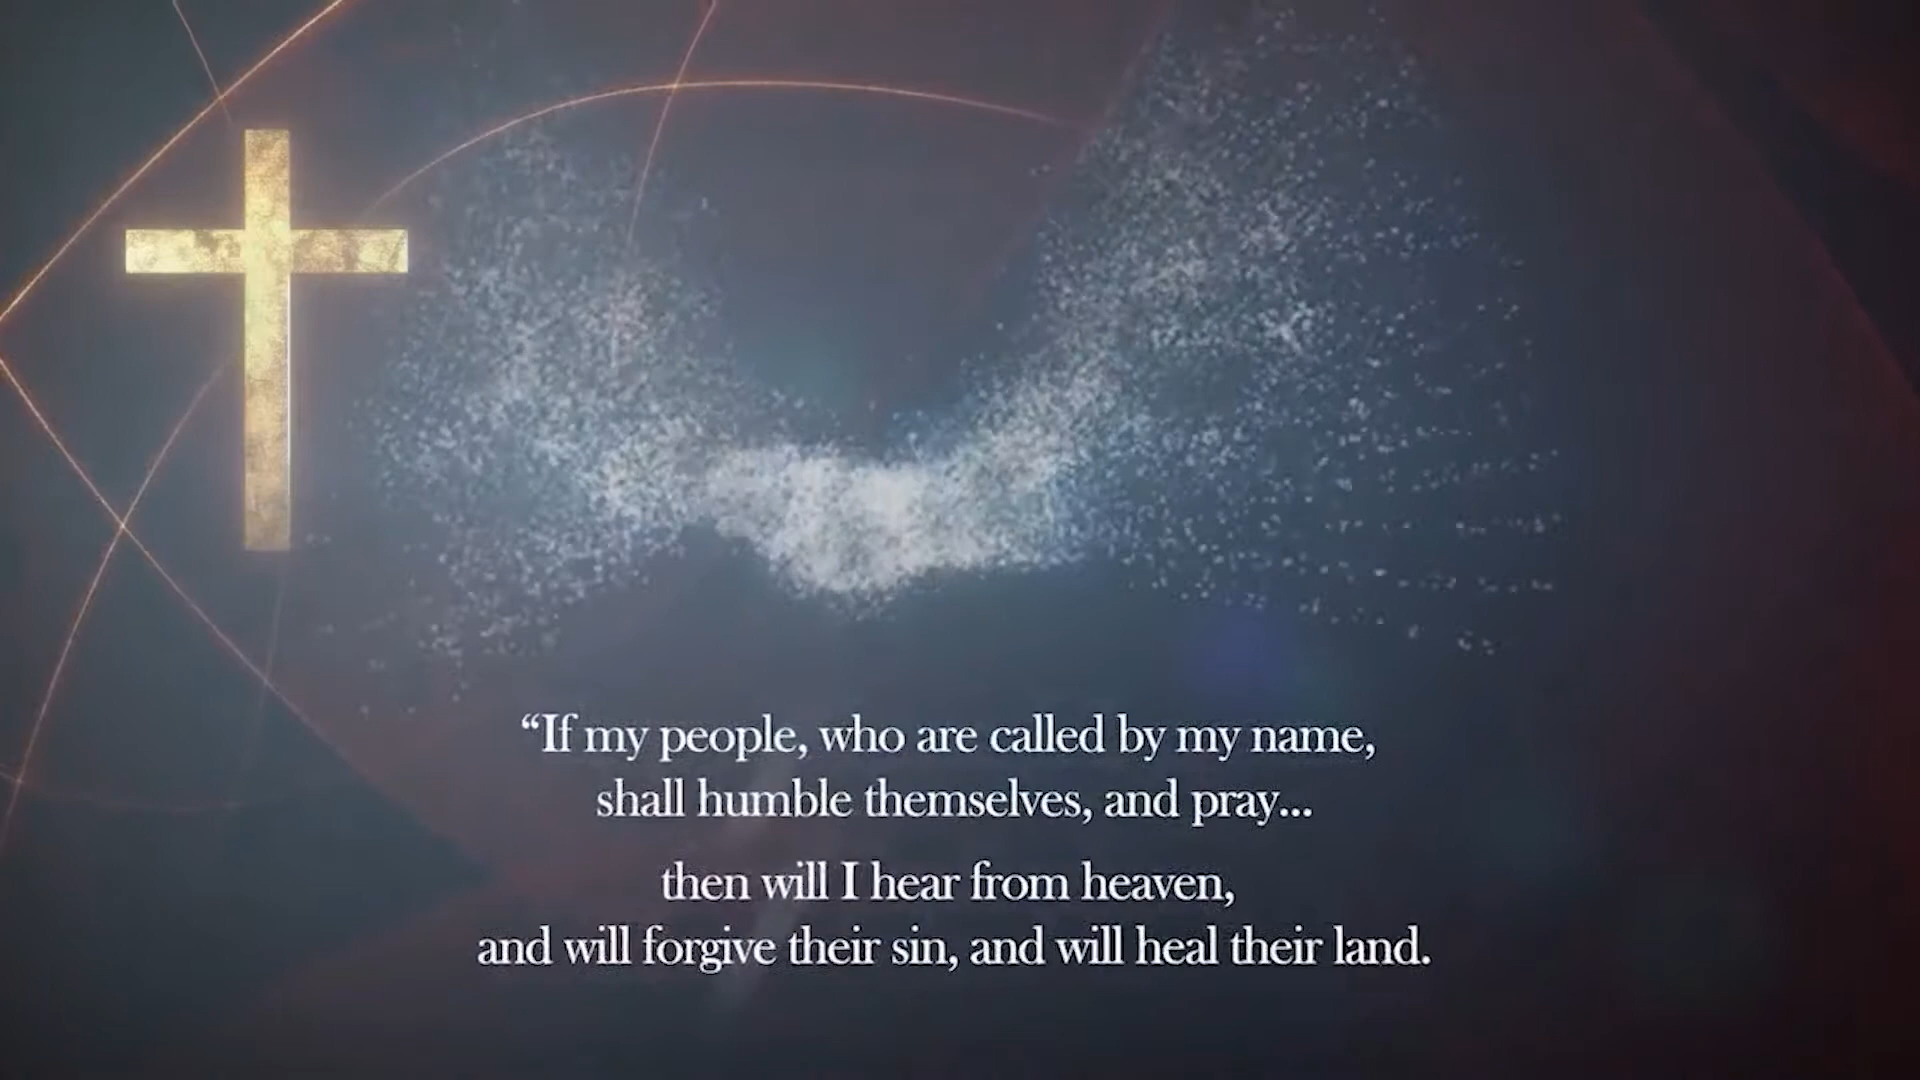 “If my people, who are called by my name,
shall humble themselves, and pray...
then will I hear from heaven,
and will forgive their sin, and will heal their land.